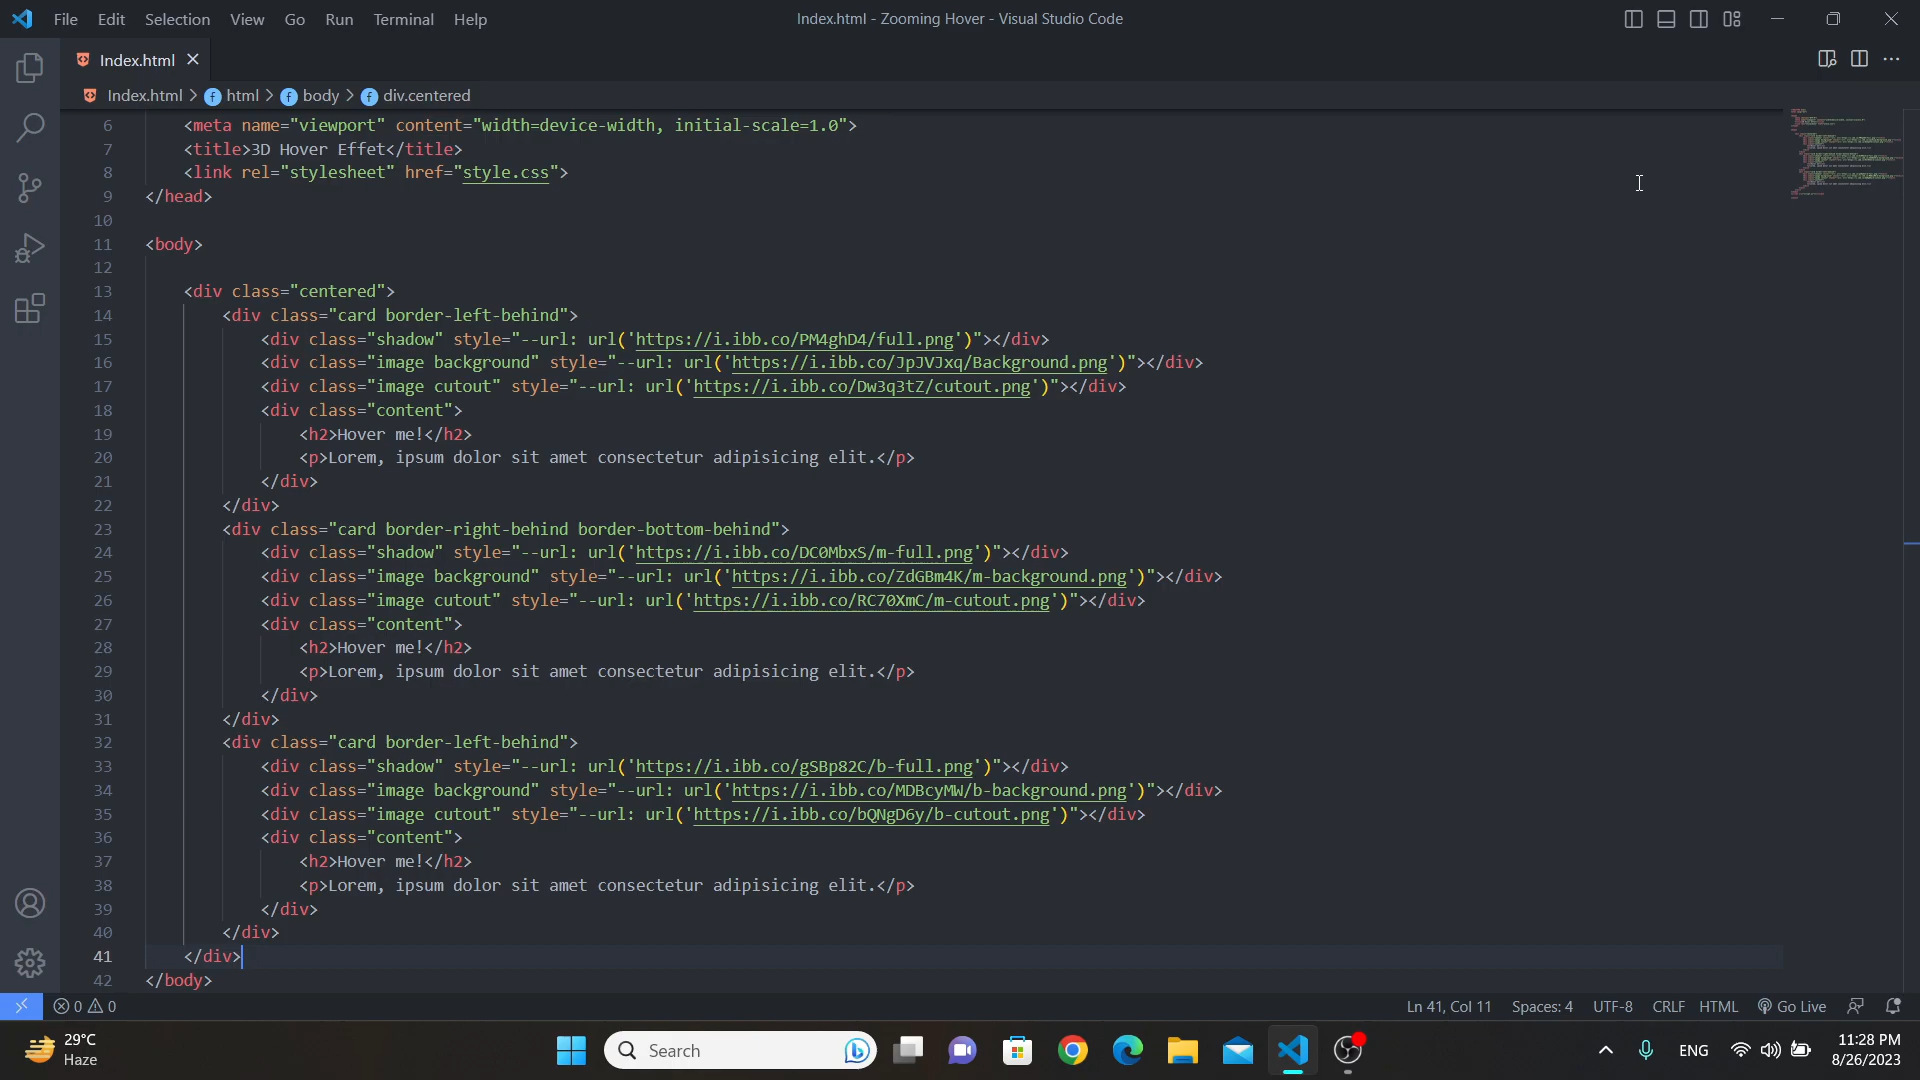 File Edit Selection View Go Run Terminal Help
Index.html - Zooming Hover - Visual Studio Code
Index.html
Index.html > html > body > div.centered
6 <meta name="viewport" content="width=device-width, initial-scale=1.0">
7 <title>3D Hover Effet</title>
8 <link rel="stylesheet" href="style.css">
9 </head>
10
11 <body>
12
13 <div class="centered">
14 <div class="card border-left-behind">
15 <div class="shadow" style="--url: url('https://i.ibb.co/PM4ghD4/full.png')"></div>
16 <div class="image background" style="--url: url('https://i.ibb.co/JpJVJxq/Background.png')"></div>
17 <div class="image cutout" style="--url: url('https://i.ibb.co/Dw3q3tZ/cutout.png')"></div>
18 <div class="content">
19 <h2>Hover me!</h2>
20 <p>Lorem, ipsum dolor sit amet consectetur adipisicing elit.</p>
21 </div>
22 </div>
23 <div class="card border-right-behind border-bottom-behind">
24 <div class="shadow" style="--url: url('https://i.ibb.co/DC0MbxS/m-full.png')"></div>
25 <div class="image background" style="--url: url('https://i.ibb.co/ZdGBm4K/m-background.png')"></div>
26 <div class="image cutout" style="--url: url('https://i.ibb.co/RC70XmC/m-cutout.png')"></div>
27 <div class="content">
28 <h2>Hover me!</h2>
29 <p>Lorem, ipsum dolor sit amet consectetur adipisicing elit.</p>
30 </div>
31 </div>
32 <div class="card border-left-behind">
33 <div class="shadow" style="--url: url('https://i.ibb.co/gSBp82C/b-full.png')"></div>
34 <div class="image background" style="--url: url('https://i.ibb.co/MDBcyMW/b-background.png')"></div>
35 <div class="image cutout" style="--url: url('https://i.ibb.co/bQNgD6y/b-cutout.png')"></div>
36 <div class="content">
37 <h2>Hover me!</h2>
38 <p>Lorem, ipsum dolor sit amet consectetur adipisicing elit.</p>
39 </div>
40 </div>
41 </div>
42 </body>
0 0
Ln 41, Col 11 Spaces: 4 UTF-8 CRLF HTML Go Live
29°C
Haze
Search
ENG
11:28 PM
8/26/2023